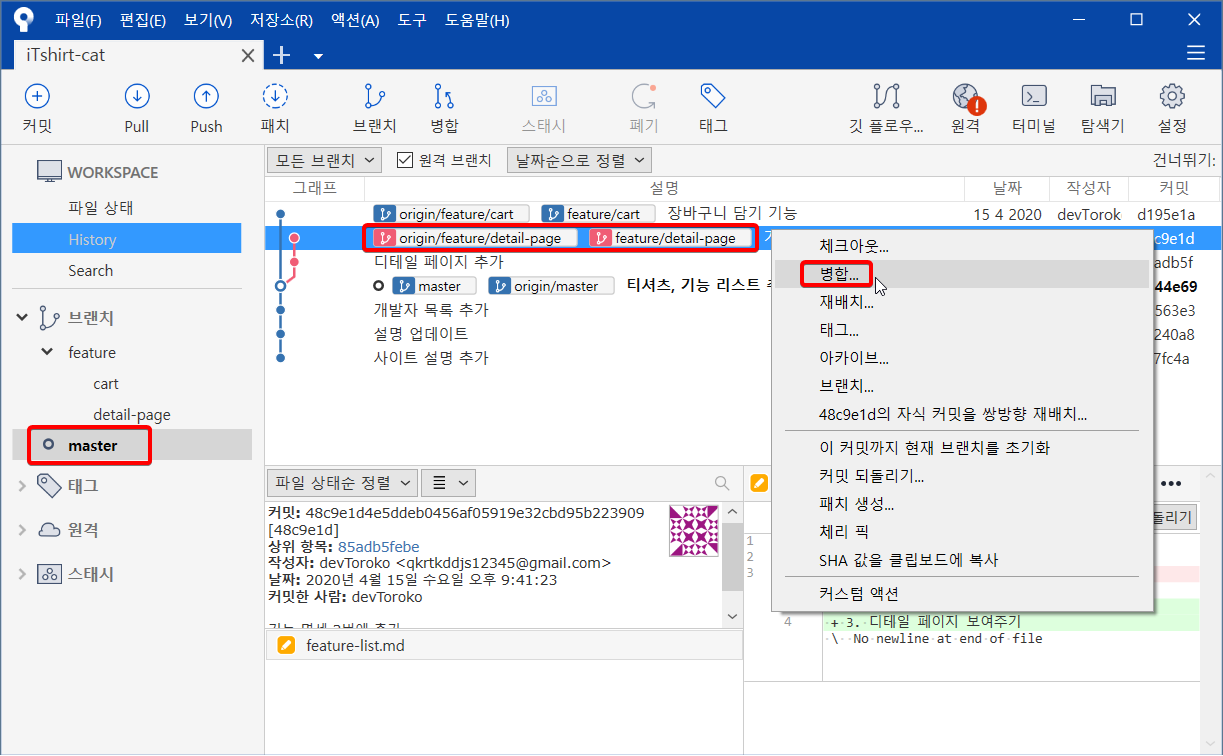 파일(F) 편집(E) 보기(V) 저장소(R) 액션(A) 도구 도움말(H)
iTshirt-cat
커밋 Pull Push 패치 브랜치 병합 스태시 폐기 태그 깃 플로우... 원격 터미널 탐색기 설정
WORKSPACE
파일 상태
History
Search
브랜치
feature
cart
detail-page
master
태그
원격
스태시
모든 브랜치 원격 브랜치 날짜순으로 정렬 건너뛰기:
그래프 설명 날짜 작성자 커밋
origin/feature/cart feature/cart 장바구니 담기 기능 15 4 2020 devTorok d195e1a
origin/feature/detail-page feature/detail-page c9e1d
디테일 페이지 추가 adb5f
master origin/master 티셔츠, 기능 리스트 44e69
개발자 목록 추가 563e3
설명 업데이트 240a8
사이트 설명 추가 7fc4a
체크아웃...
병합...
재배치...
태그...
아카이브...
브랜치...
48c9e1d의 자식 커밋을 쌍방향 재배치...
이 커밋까지 현재 브랜치를 초기화
커밋 되돌리기...
패치 생성...
체리 픽
SHA 값을 클립보드에 복사
커스텀 액션
파일 상태순 정렬
커밋: 48c9e1d4e5ddeb0456af05919e32cbd95b223909
[48c9e1d]
상위 항목: 85adb5febe
작성자: devToroko <qkrtkddjs12345@gmail.com>
날짜: 2020년 4월 15일 수요일 오후 9:41:23
커밋한 사람: devToroko
feature-list.md
돌리기
1
2
3
4 + 3. 디테일 페이지 보여주기
\ No newline at end of file